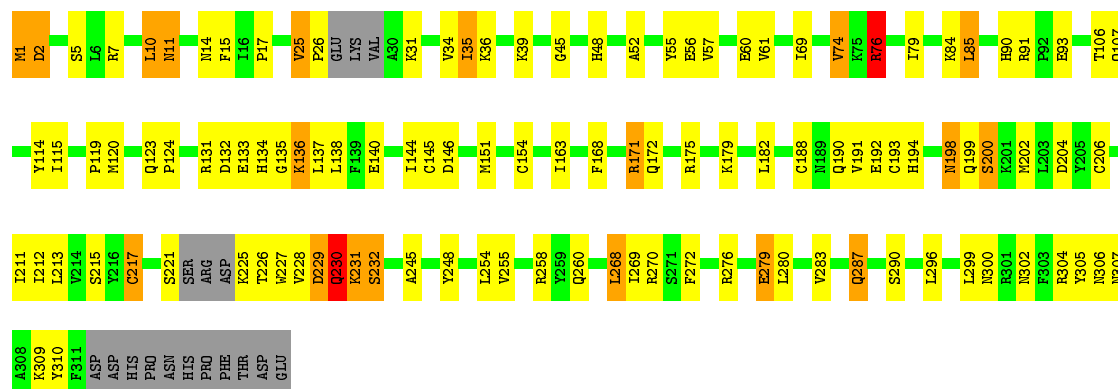 M1 D2 S5 L6 R7 L10 N11 N14 F15 I16 P17 V25 P26 GLU LYS VAL A30 K31 V34 I35 K36 K39 G45 H48 A52 Y55 E56 V57 E60 V61 I69 V74 K75 R76 I79 K84 L85 H90 R91 P92 E93 T106 Q107
Y114 I115 P119 M120 Q123 P124 R131 D132 E133 H134 G135 K136 L137 L138 F139 E140 I144 C145 D146 M151 C154 I163 F168 R171 Q172 R175 K179 L182 C188 N189 Q190 V191 E192 C193 H194 N198 Q199 S200 K201 M202 L203 D204 Y205 C206
I211 I212 L213 V214 S215 Y216 C217 S221 SER ARG ASP K225 T226 W227 V228 D229 Q230 K231 S232 A245 Y248 L254 V255 R258 Y259 Q260 L268 I269 R270 S271 F272 R276 E279 L280 V283 Q287 S290 L296 L299 N300 R301 N302 F303 R304 Y305 N306
A308 K309 Y310 F311 ASP ASP HIS PRO ASN HIS PRO PHE THR ASP GLU